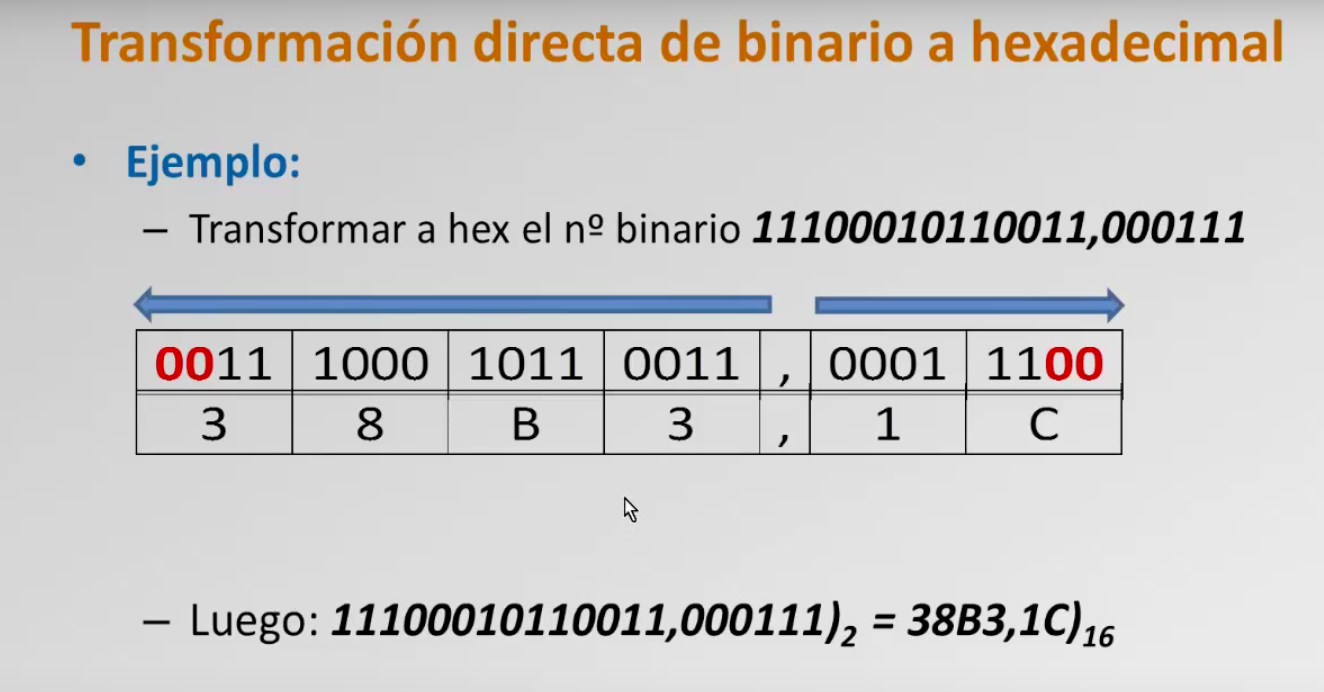 Transformación directa de binario a hexadecimal
• Ejemplo:
– Transformar a hex el nº binario 11100010110011,000111
0011 1000 1011 0011 , 0001 1100
3 8 B 3 , 1 C
– Luego: 11100010110011,000111)2 = 38B3,1C)16